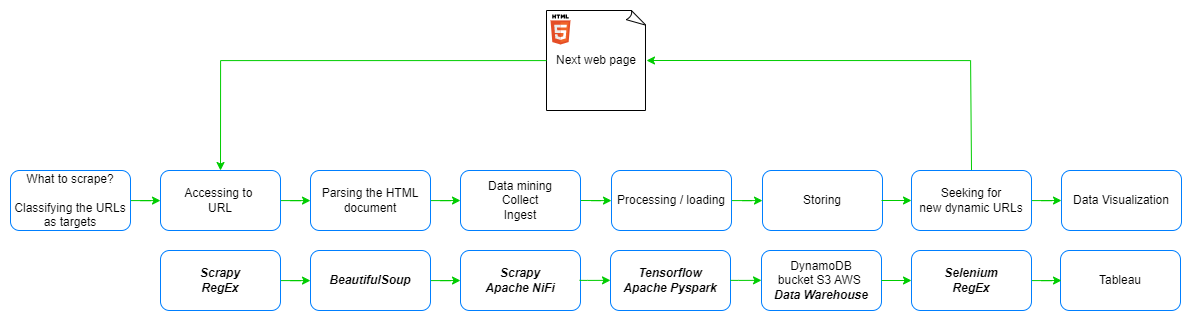 HTML
5
Next web page
What to scrape?
Classifying the URLs
as targets
Accessing to
URL
Parsing the HTML
document
Data mining
Collect
Ingest
Processing / loading
Storing
Seeking for
new dynamic URLs
Data Visualization
Scrapy
RegEx
BeautifulSoup
Scrapy
Apache NiFi
Tensorflow
Apache Pyspark
DynamoDB
bucket S3 AWS
Data Warehouse
Selenium
RegEx
Tableau